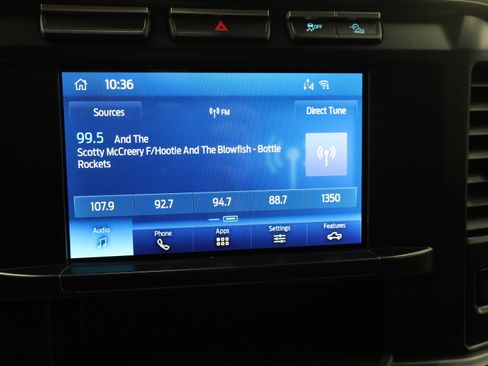 OFF
10:36
4
Sources
FM
Direct Tune
99.5 And The
Scotty McCreery F/Hootie And The Blowfish - Bottle
Rockets
107.9 92.7 94.7 88.7 1350
Audio Phone Apps Settings Features